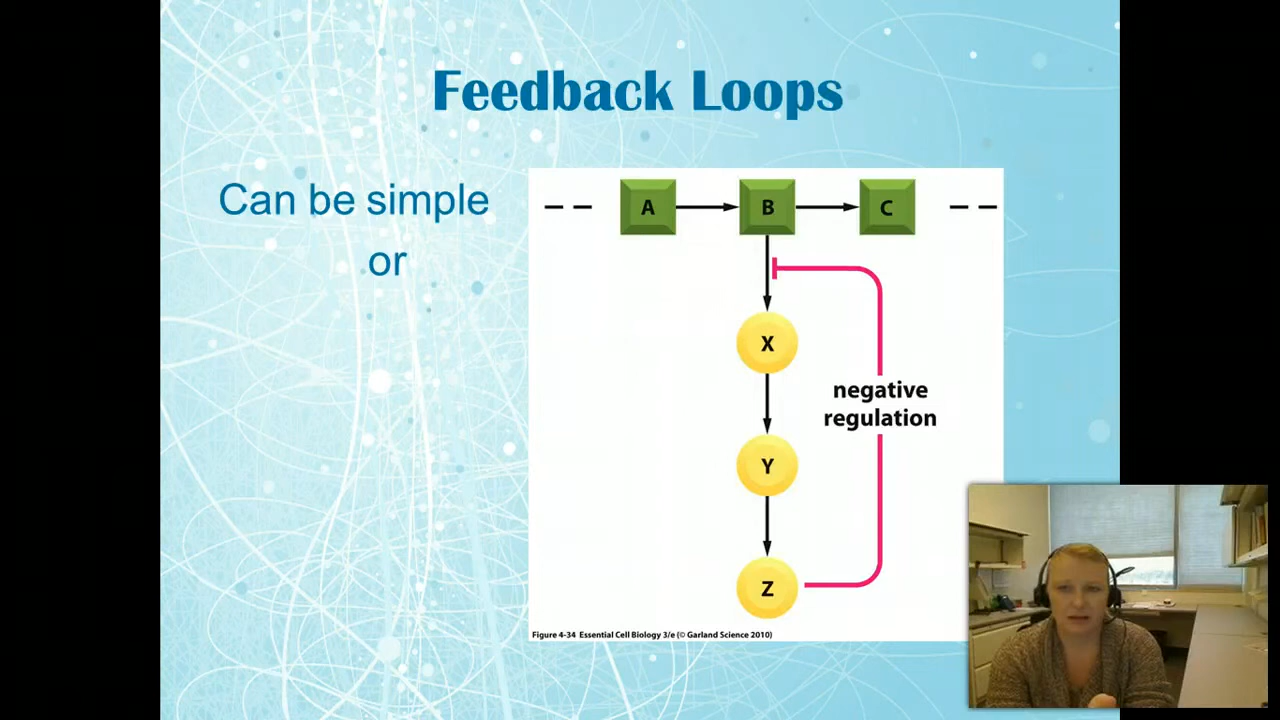 Feedback Loops
Can be simple
or
A
B
C
X
negative
regulation
Y
Z
Figure 4-34 Essential Cell Biology 3/e (© Garland Science 2010)